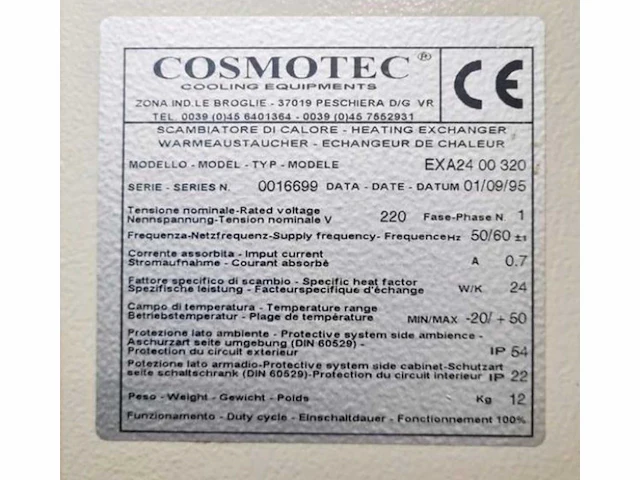 COSMOTEC ®
COOLING EQUIPMENTS
ZONA IND.LE BROGLIE - 37019 PESCHIERA D/G VR
TEL. 0039 (0)45 6401364 - 0039 (0)45 7552931
CE
SCAMBIATORE DI CALORE - HEATING EXCHANGER
WARMEAUSTAUCHER - ECHANGEUR DE CHALEUR
MODELLO - MODEL - TYP - MODELE EXA24 00 320
SERIE - SERIES N. 0016699 DATA - DATE - DATUM 01/09/95
Tensione nominale-Rated voltage
Nennspannung-Tension nominale V 220 Fase-Phase N. 1
Frequenza-Netzfrequenz-Supply frequency- Frequence Hz 50/60 ±1
Corrente assorbita - Imput current
Stromaufnahme - Courant absorbè A 0.7
Fattore specifico di scambio - Specific heat factor
Spezifische leistung - Facteurspecifique d'èchange W/K 24
Campo di temperatura - Temperature range
Betriebstemperatur - Plage de tempèrature MIN/MAX -20/ + 50
Protezione lato ambiente - Protective system side ambience -
Aschurzart seite umgebung (DIN 60529) -
Protection du circuit exterieur IP 54
Potezione lato armadio-Protective system side cabinet-Schutzart
seite schaltschrank (DIN 60529)-Protection du circuit interieur IP 22
Peso - Weight - Gewicht - Poids Kg 12
Funzionamento - Duty cycle - Einschaltdauer - Fonctionnement 100%